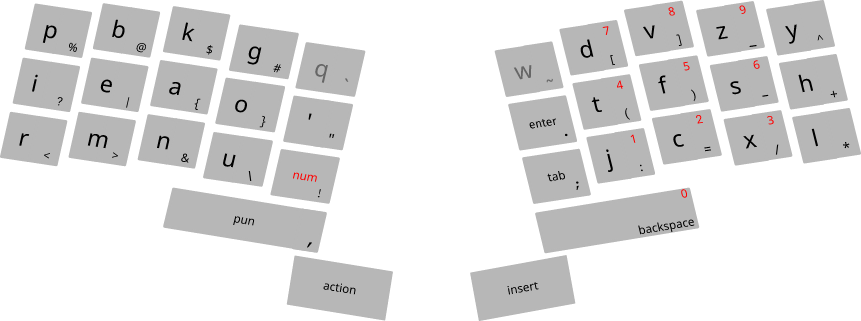 p % b @ k $ g # q ` w ~ d 7 [ v 8 ] z 9 _ y ^
i ? e | a { o } ' " enter . t 4 ( f 5 ) s 6 – h +
r < m > n & u \ num ! tab ; j 1 : c 2 = x 3 / l *
pun , backspace 0
action insert